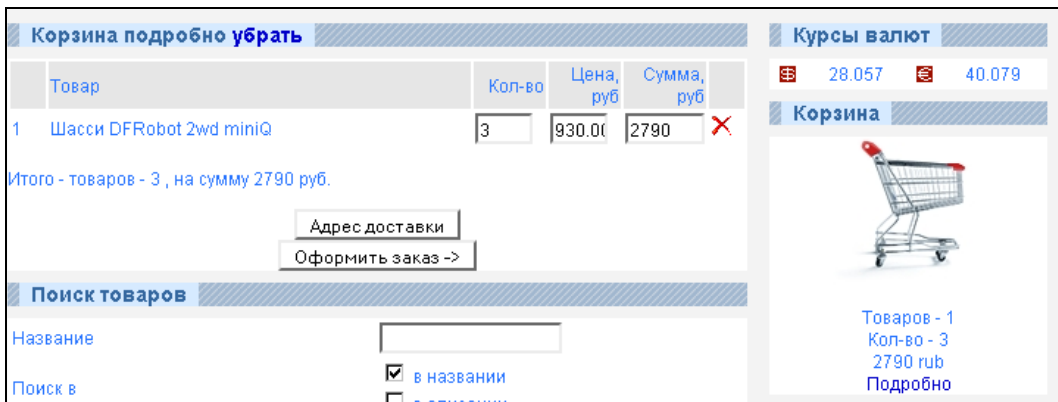 Корзина подробно убрать
Товар Кол-во Цена, руб Сумма, руб
1 Шасси DFRobot 2wd miniQ 3 930.00 2790
Итого - товаров - 3 , на сумму 2790 руб.
Адрес доставки
Оформить заказ ->
Поиск товаров
Название
Поиск в
в названии
Курсы валют
28.057 40.079
Корзина
Товаров - 1
Кол-во - 3
2790 rub
Подробно